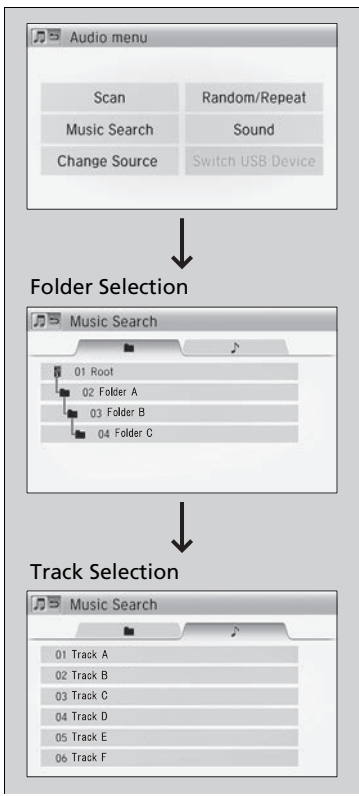 Audio menu
Scan Random/Repeat
Music Search Sound
Change Source Switch USB Device
Folder Selection
Music Search
01 Root
02 Folder A
03 Folder B
04 Folder C
Track Selection
Music Search
01 Track A
02 Track B
03 Track C
04 Track D
05 Track E
06 Track F